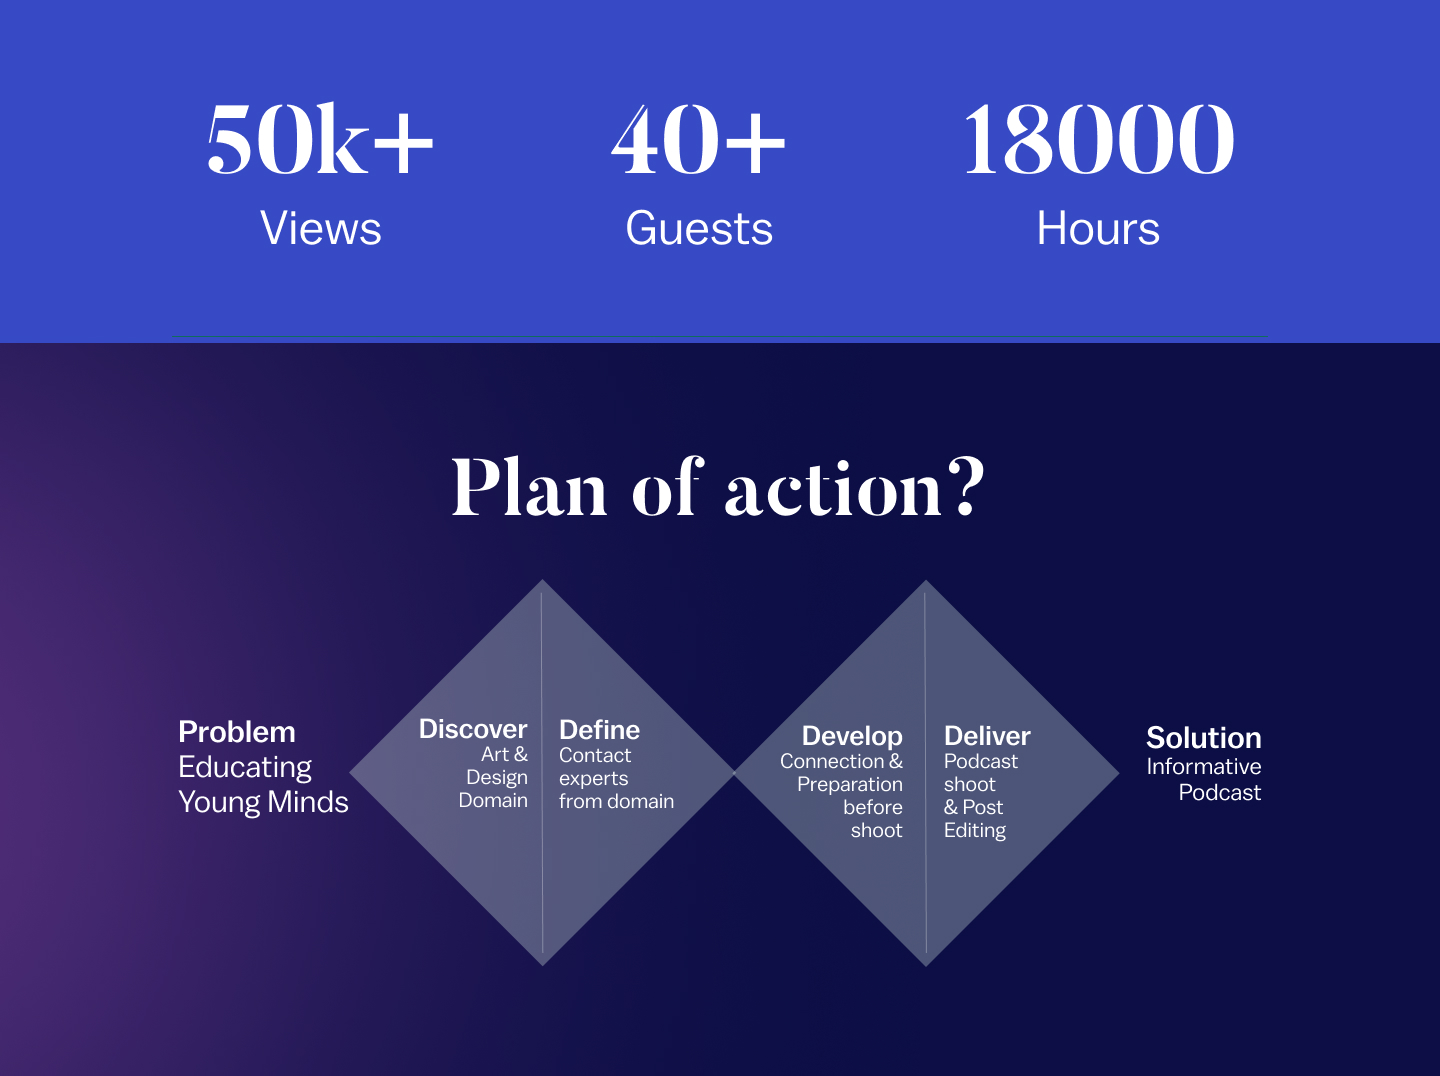 50k+
Views
40+
Guests
18000
Hours
Plan of action?
Problem
Educating
Young Minds
Discover
Art &
Design
Domain
Define
Contact
experts
from domain
Develop
Connection &
Preparation
before
shoot
Deliver
Podcast
shoot
& Post
Editing
Solution
Informative
Podcast